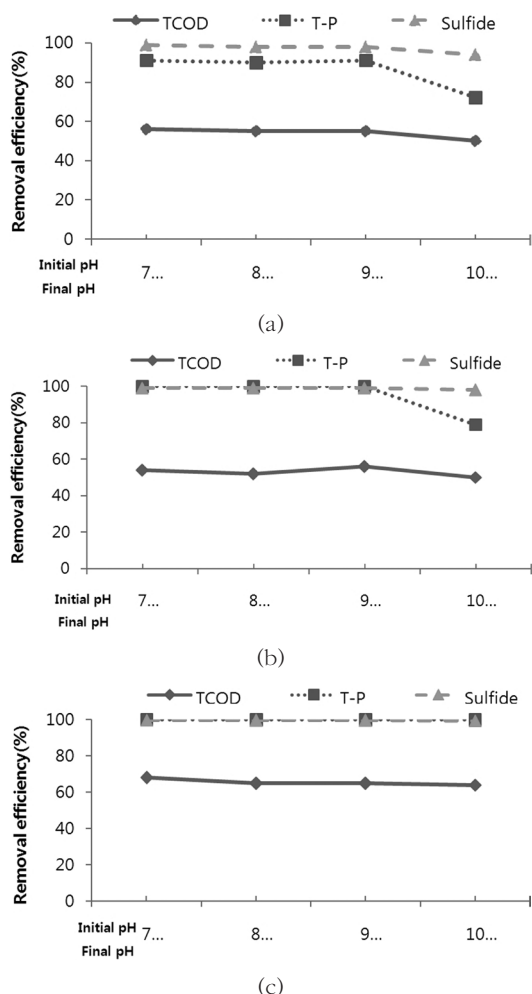 TCOD T-P Sulfide
100
80
60
40
20
0
Removal efficiency(%)
Initial pH
Final pH
7... 8... 9... 10...
(a)
TCOD T-P Sulfide
100
80
60
40
20
0
Removal efficiency(%)
Initial pH
Final pH
7... 8... 9... 10...
(b)
TCOD T-P Sulfide
100
80
60
40
20
0
Removal efficiency(%)
Initial pH
Final pH
7... 8... 9... 10...
(c)